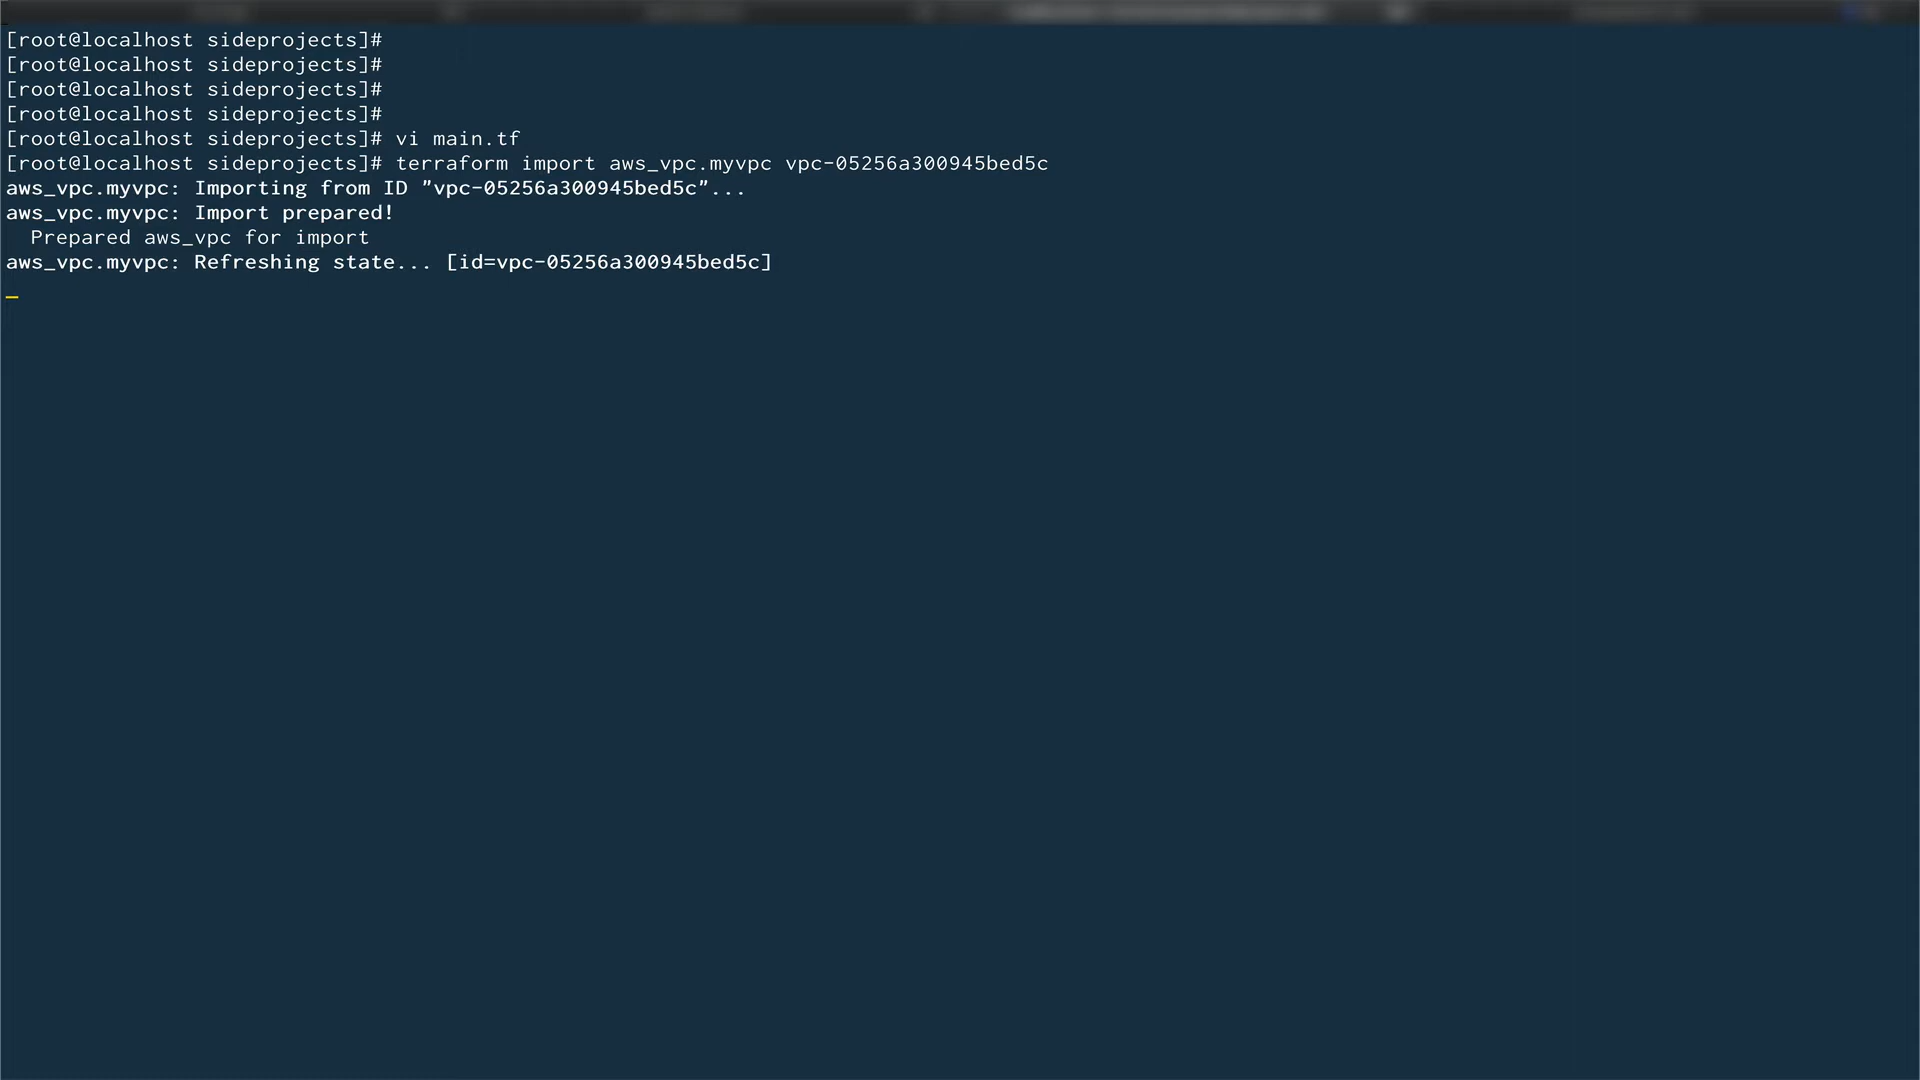 [root@localhost sideprojects]#
[root@localhost sideprojects]#
[root@localhost sideprojects]#
[root@localhost sideprojects]#
[root@localhost sideprojects]# vi main.tf
[root@localhost sideprojects]# terraform import aws_vpc.myvpc vpc-05256a300945bed5c
aws_vpc.myvpc: Importing from ID "vpc-05256a300945bed5c"...
aws_vpc.myvpc: Import prepared!
  Prepared aws_vpc for import
aws_vpc.myvpc: Refreshing state... [id=vpc-05256a300945bed5c]